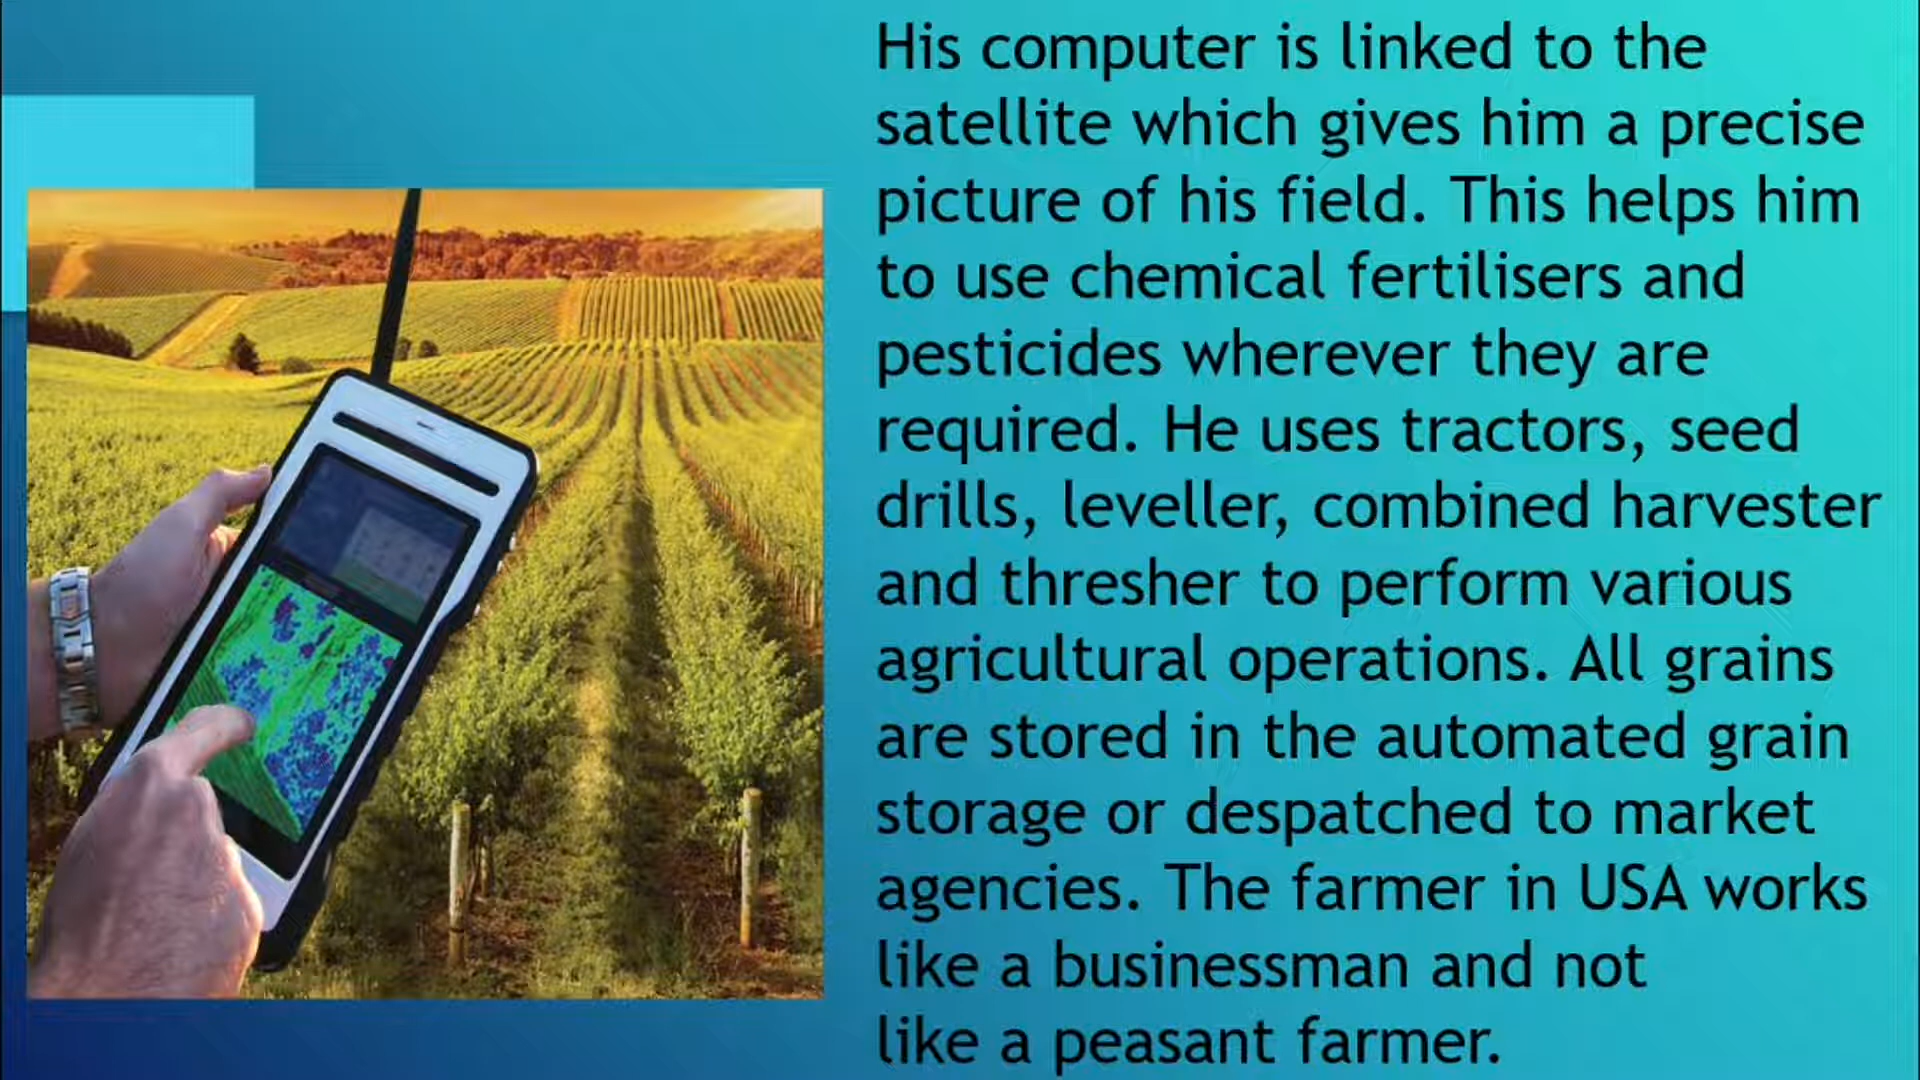 His computer is linked to the
satellite which gives him a precise
picture of his field. This helps him
to use chemical fertilisers and
pesticides wherever they are
required. He uses tractors, seed
drills, leveller, combined harvester
and thresher to perform various
agricultural operations. All grains
are stored in the automated grain
storage or despatched to market
agencies. The farmer in USA works
like a businessman and not
like a peasant farmer.